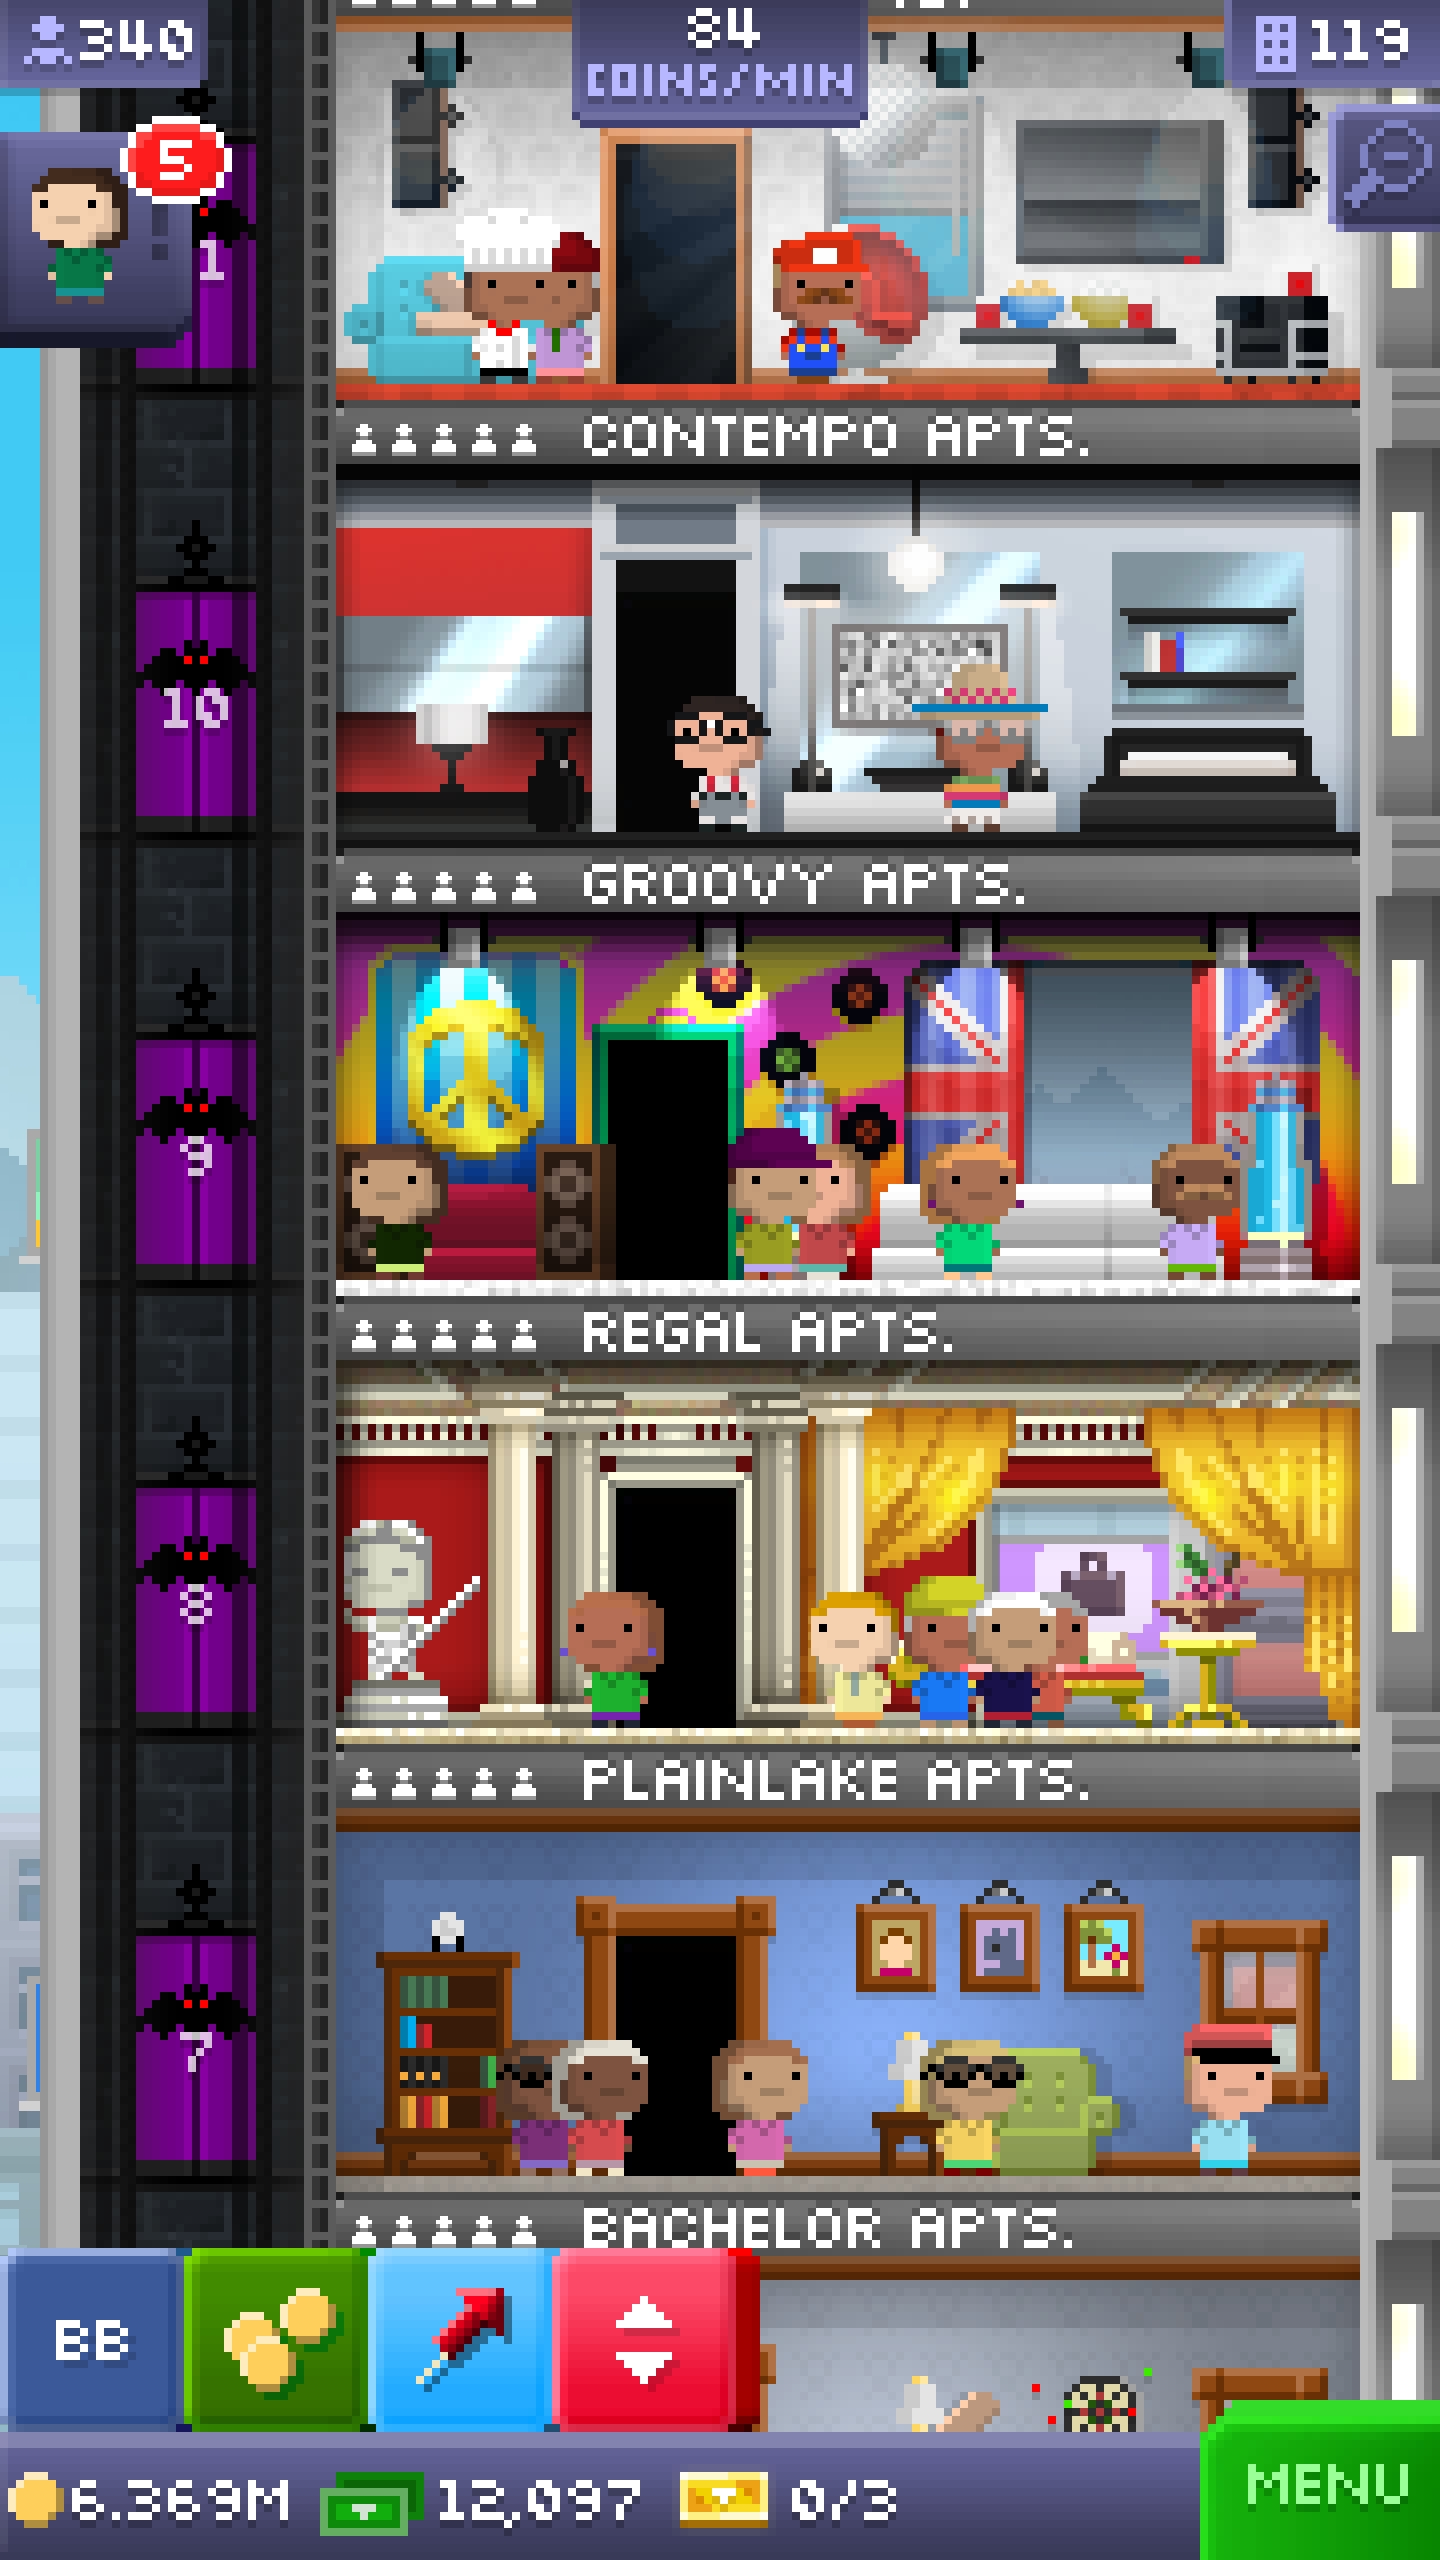 340
84
COINS/MIN
119
5
1
CONTEMPO APTS.
10
GROOVY APTS.
9
REGAL APTS.
8
PLAINLAKE APTS.
7
BACHELOR APTS.
BB
6.369M
12,097
0/3
MENU